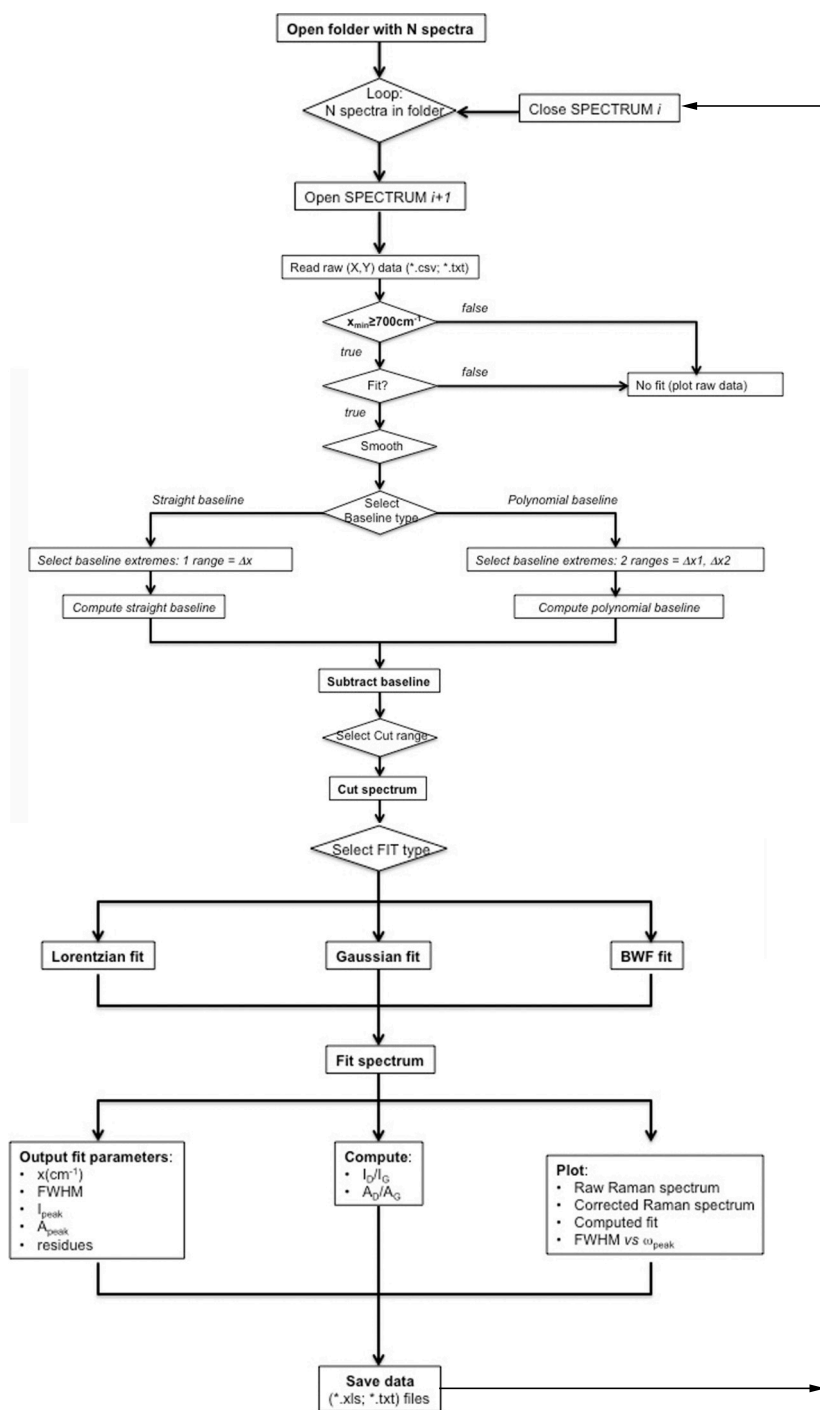 Open folder with N spectra
Loop:
N spectra in folder
Close SPECTRUM i
Open SPECTRUM i+1
Read raw (X,Y) data (*.csv; *.txt)
false
xmin≥700cm-1
true
false
Fit?
No fit (plot raw data)
true
Smooth
Straight baseline
Polynomial baseline
Select
Baseline type
Select baseline extremes: 1 range = Δx
Select baseline extremes: 2 ranges = Δx1, Δx2
Compute straight baseline
Compute polynomial baseline
Subtract baseline
Select Cut range
Cut spectrum
Select FIT type
Lorentzian fit
Gaussian fit
BWF fit
Fit spectrum
Output fit parameters:
• x(cm-1)
• FWHM
• Ipeak
• Apeak
• residues
Compute:
• ID/IG
• AD/AG
Plot:
• Raw Raman spectrum
• Corrected Raman spectrum
• Computed fit
• FWHM vs ωpeak
Save data
(*.xls; *.txt) files